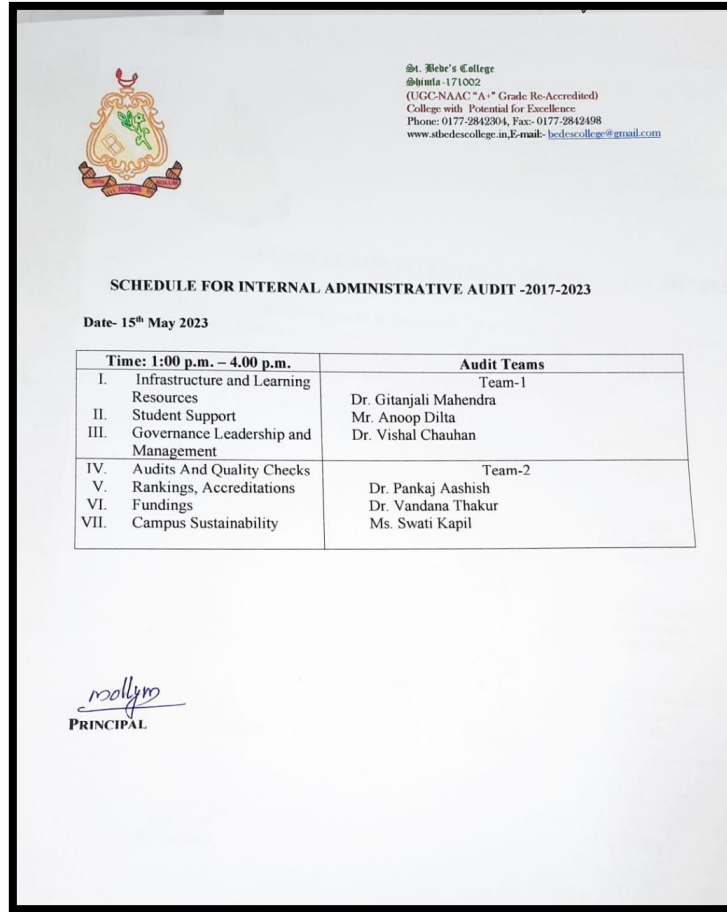 St. Bede's College
Shimla-171002
(UGC-NAAC "A+" Grade Re-Accredited)
College with Potential for Excellence
Phone: 0177-2842304, Fax:- 0177-2842498
www.stbedescollege.in,E-mail:- bedescollege@gmail.com
SCHEDULE FOR INTERNAL ADMINISTRATIVE AUDIT -2017-2023
Date- 15th May 2023
Time: 1:00 p.m. – 4.00 p.m. Audit Teams
I. Infrastructure and Learning Resources
II. Student Support
III. Governance Leadership and Management
Team-1
Dr. Gitanjali Mahendra
Mr. Anoop Dilta
Dr. Vishal Chauhan
IV. Audits And Quality Checks
V. Rankings, Accreditations
VI. Fundings
VII. Campus Sustainability
Team-2
Dr. Pankaj Aashish
Dr. Vandana Thakur
Ms. Swati Kapil
mollym
PRINCIPAL